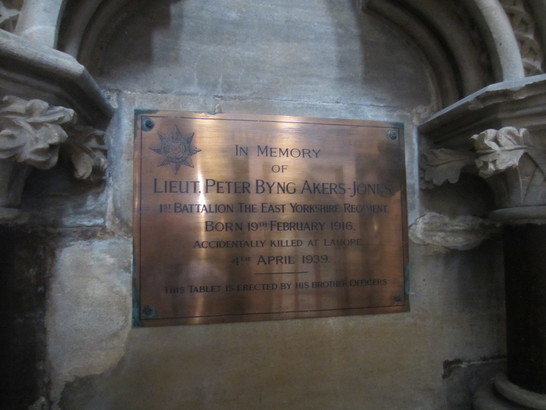 In Memory
of
Lieut. Peter Byng Akers-Jones
1st Battalion The East Yorkshire Regiment.
Born 19th February 1916.
Accidentally killed at Lahore
4th April 1939.
This Tablet is erected by his brother officers